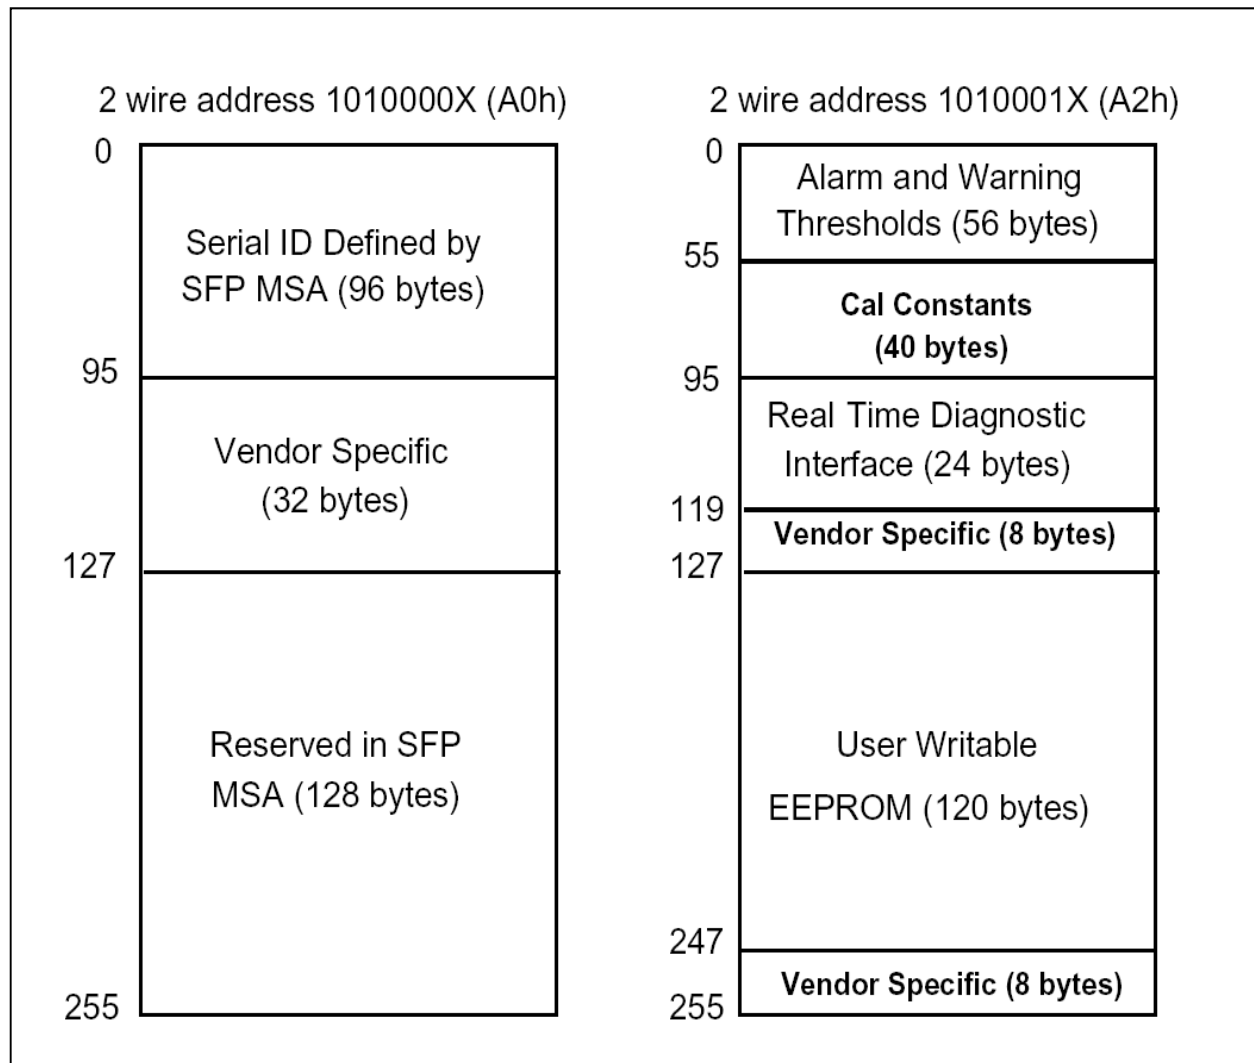 2 wire address 1010000X (A0h)
0
Serial ID Defined by
SFP MSA (96 bytes)
95
Vendor Specific
(32 bytes)
127
Reserved in SFP
MSA (128 bytes)
255
2 wire address 1010001X (A2h)
0
Alarm and Warning
Thresholds (56 bytes)
55
Cal Constants
(40 bytes)
95
Real Time Diagnostic
Interface (24 bytes)
119
Vendor Specific (8 bytes)
127
User Writable
EEPROM (120 bytes)
247
Vendor Specific (8 bytes)
255